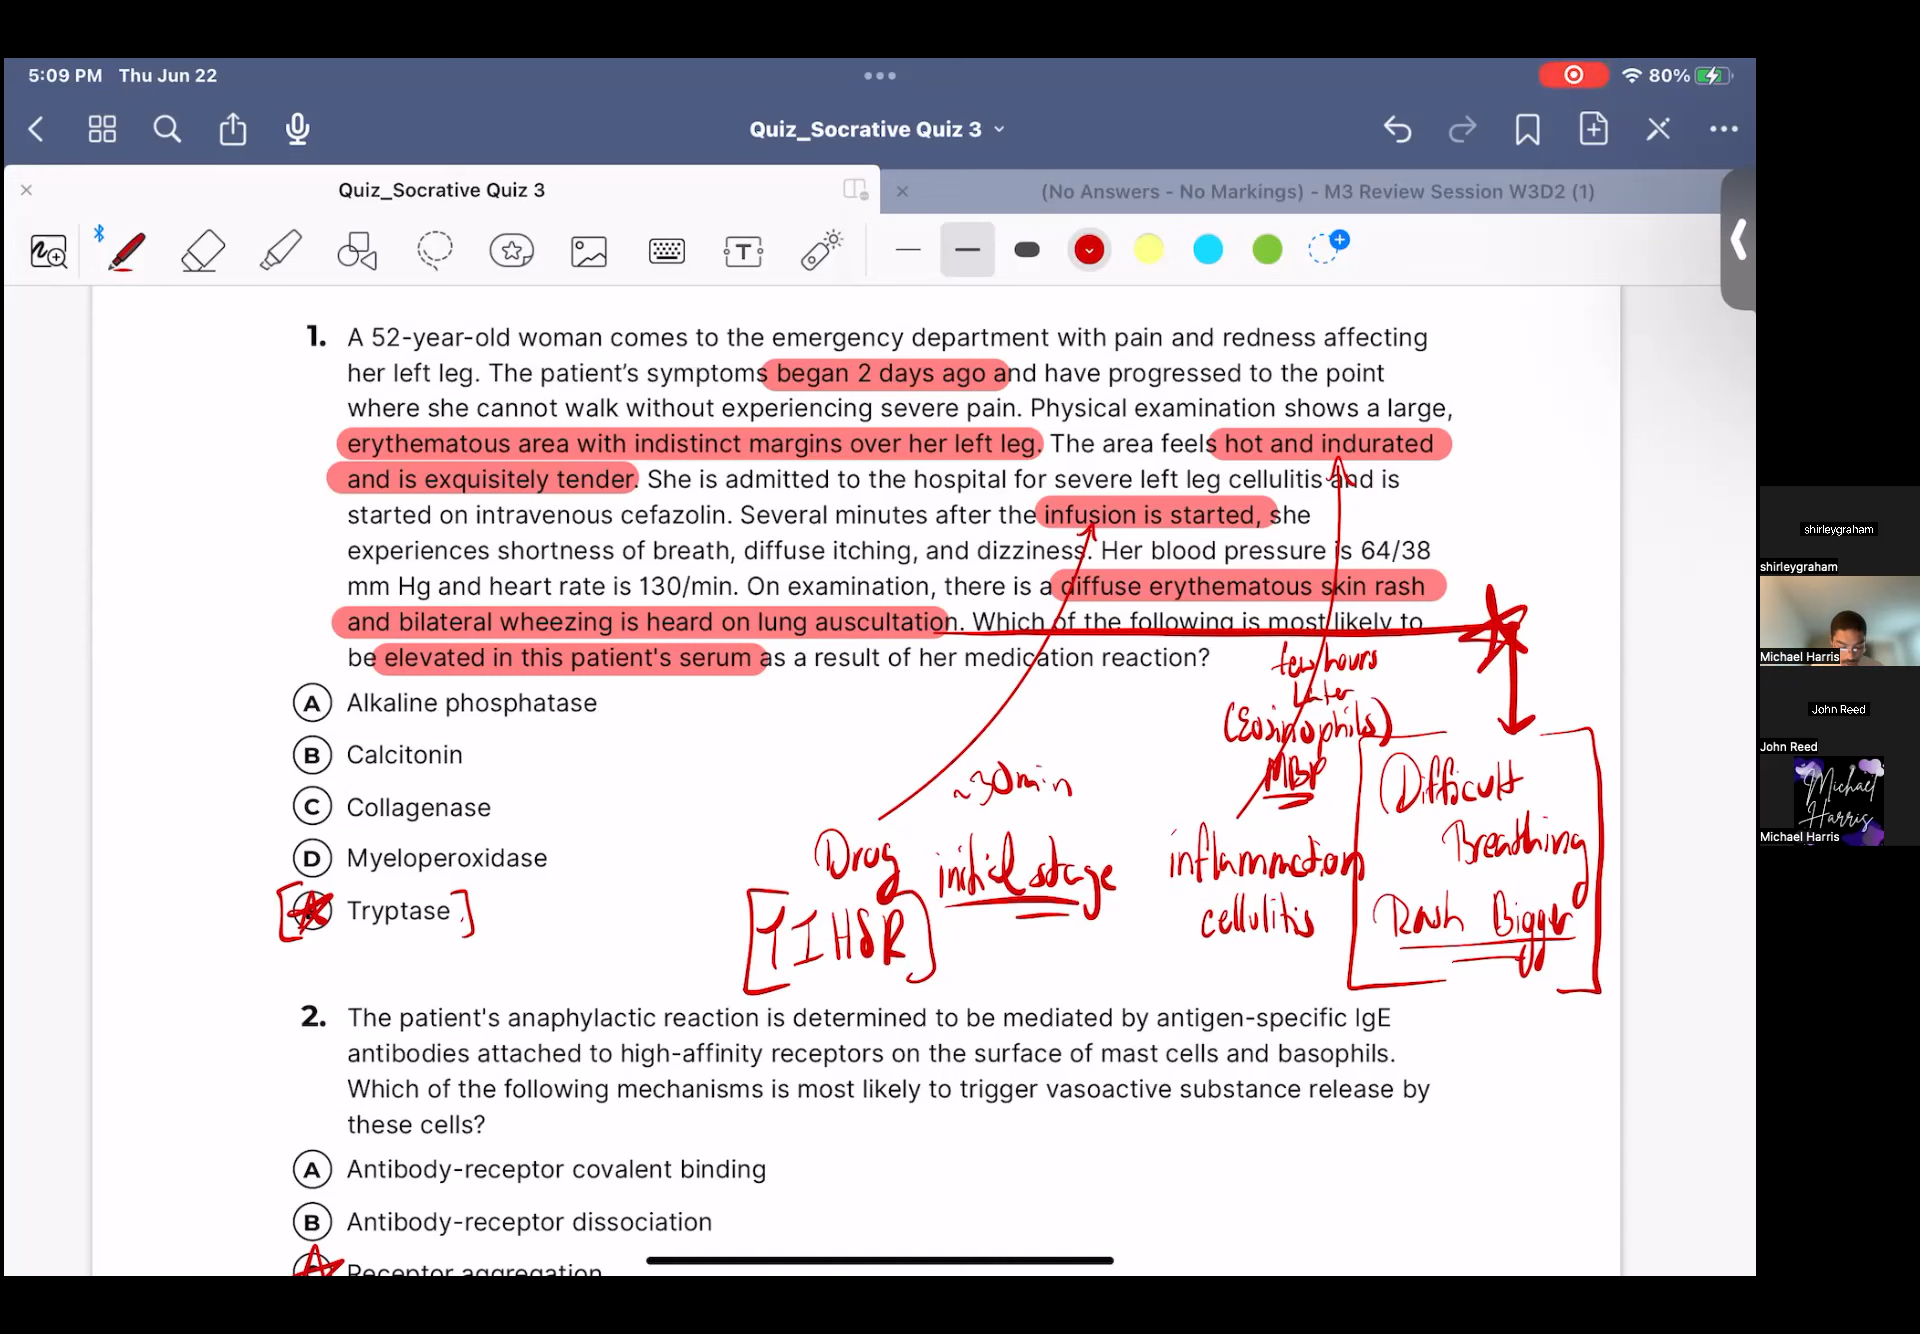 5:09 PM Thu Jun 22
80%
Quiz_Socrative Quiz 3
Quiz_Socrative Quiz 3
(No Answers - No Markings) - M3 Review Session W3D2 (1)
1. A 52-year-old woman comes to the emergency department with pain and redness affecting
her left leg. The patient's symptoms began 2 days ago and have progressed to the point
where she cannot walk without experiencing severe pain. Physical examination shows a large,
erythematous area with indistinct margins over her left leg. The area feels hot and indurated
and is exquisitely tender. She is admitted to the hospital for severe left leg cellulitis and is
started on intravenous cefazolin. Several minutes after the infusion is started, she
experiences shortness of breath, diffuse itching, and dizziness. Her blood pressure is 64/38
mm Hg and heart rate is 130/min. On examination, there is a diffuse erythematous skin rash
and bilateral wheezing is heard on lung auscultation. Which of the following is most likely to
be elevated in this patient's serum as a result of her medication reaction?
A Alkaline phosphatase
B Calcitonin
C Collagenase
D Myeloperoxidase
[Tryptase]
few hours
Later
(Eosinophils)
MBP
~30min
Drug
initial stage
[TIHSR]
inflammation
cellulitis
Difficult
Breathing
Rash Bigger
2. The patient's anaphylactic reaction is determined to be mediated by antigen-specific IgE
antibodies attached to high-affinity receptors on the surface of mast cells and basophils.
Which of the following mechanisms is most likely to trigger vasoactive substance release by
these cells?
A Antibody-receptor covalent binding
B Antibody-receptor dissociation
Receptor aggregation
shirleygraham
shirleygraham
Michael Harris
John Reed
John Reed
Michael
Harris
Michael Harris